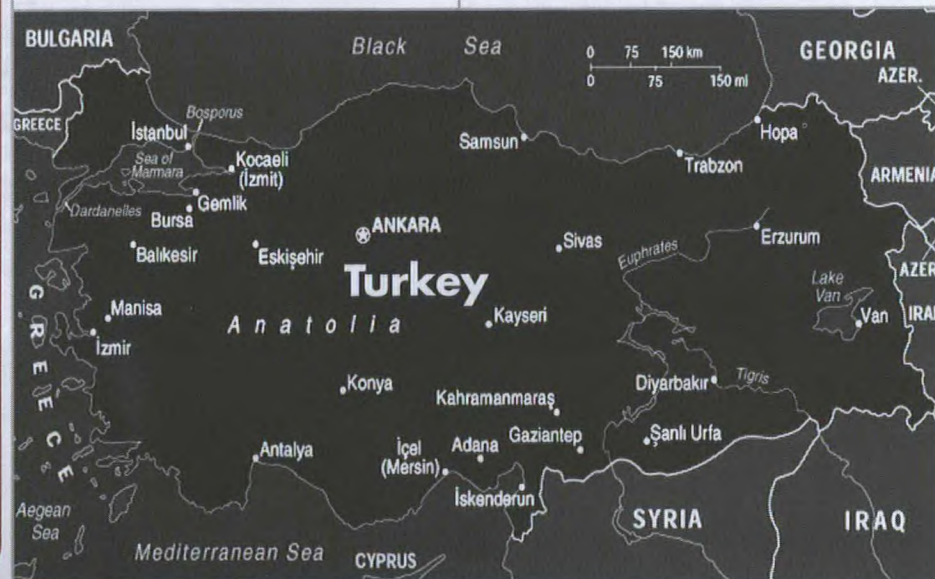 BULGARIA
Black Sea
0 75 150 km
0 75 150 mi
GEORGIA
AZER.
GREECE
Bosporus
İstanbul
Sea of
Marmara
Kocaeli
(İzmit)
Samsun
Hopa
Trabzon
ARMENIA
Dardanelles
Gemlik
Bursa
ANKARA
Balıkesir
Eskişehir
Sivas
Euphrates
Erzurum
AZER
Turkey
Lake
Van
Van
IRAN
GREECE
Manisa
İzmir
Anatolia
Kayseri
Konya
Kahramanmaraş
Diyarbakır
Tigris
Antalya
İçel
(Mersin)
Adana
Gaziantep
Şanlı Urfa
İskenderun
Aegean
Sea
SYRIA
IRAQ
Mediterranean Sea
CYPRUS